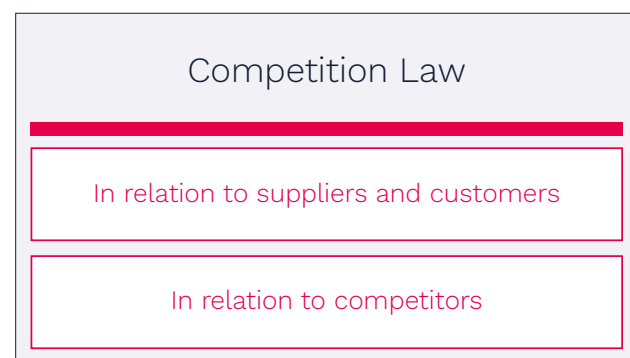 Competition Law
In relation to suppliers and customers
In relation to competitors